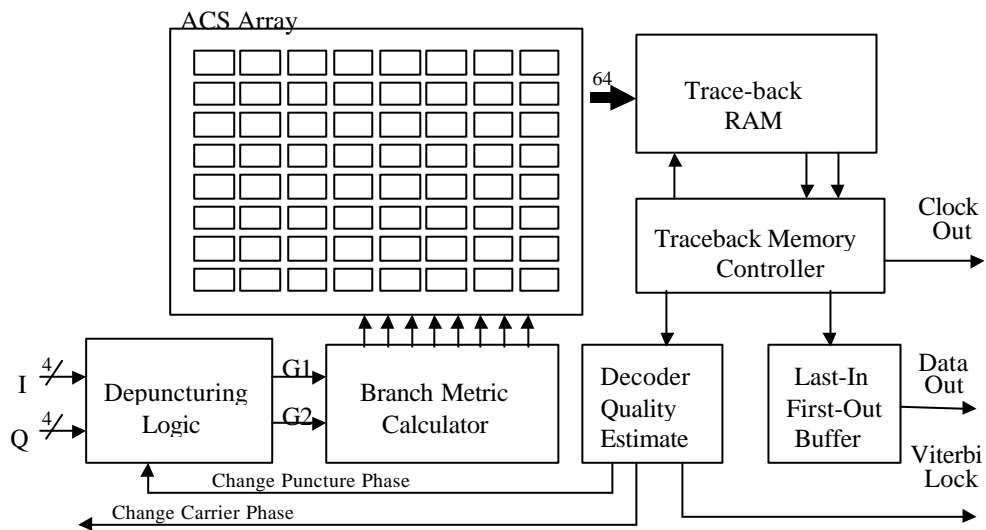 ACS Array
64
Trace-back
RAM
Clock
Out
Traceback Memory
Controller
I
4
Q
4
Depuncturing
Logic
G1
G2
Branch Metric
Calculator
Decoder
Quality
Estimate
Last-In
First-Out
Buffer
Data
Out
Viterbi
Lock
Change Puncture Phase
Change Carrier Phase